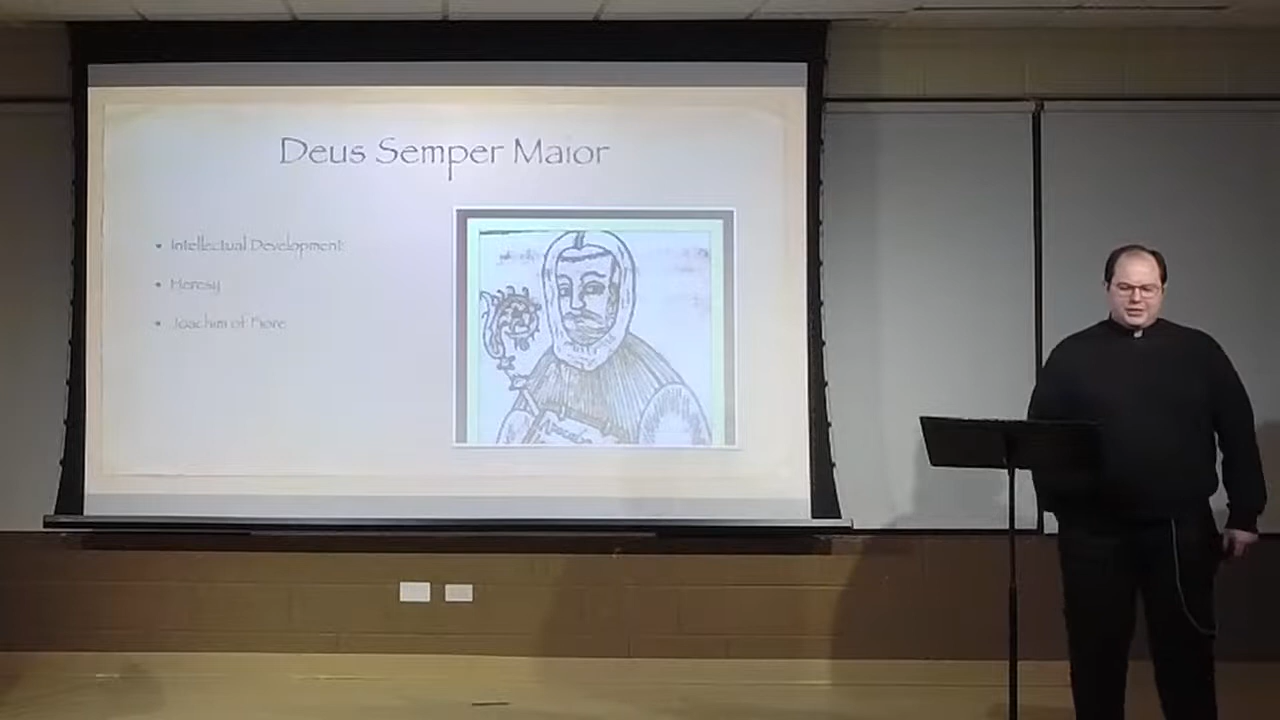 Deus Semper Maior
• Intellectual Development
• Heresy
• Joachim of Fiore